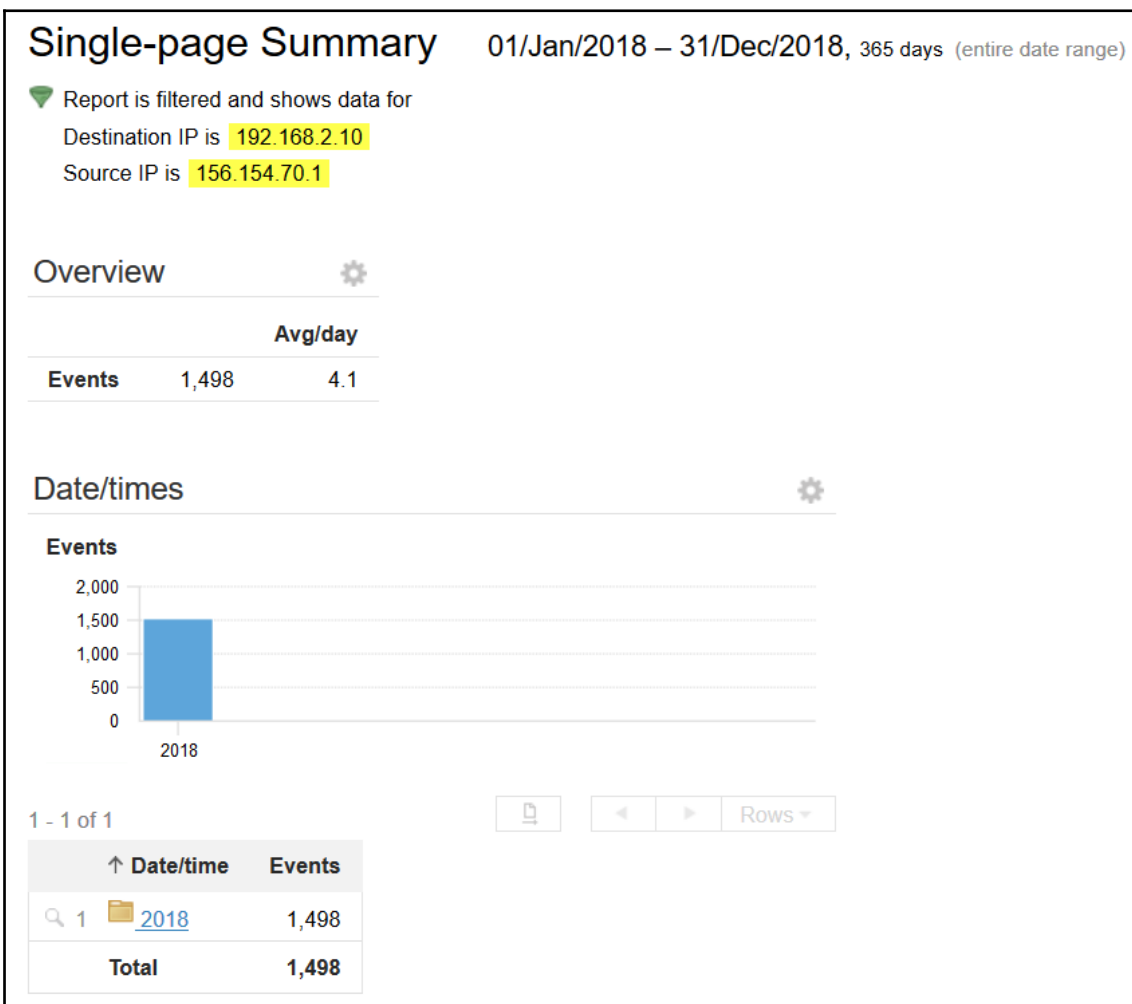 Single-page Summary 01/Jan/2018 – 31/Dec/2018, 365 days (entire date range)
Report is filtered and shows data for
Destination IP is 192.168.2.10
Source IP is 156.154.70.1
Overview
Avg/day
Events 1,498 4.1
Date/times
Events
2,000
1,500
1,000
500
0
2018
1 - 1 of 1 Rows
↑ Date/time Events
1 2018 1,498
Total 1,498